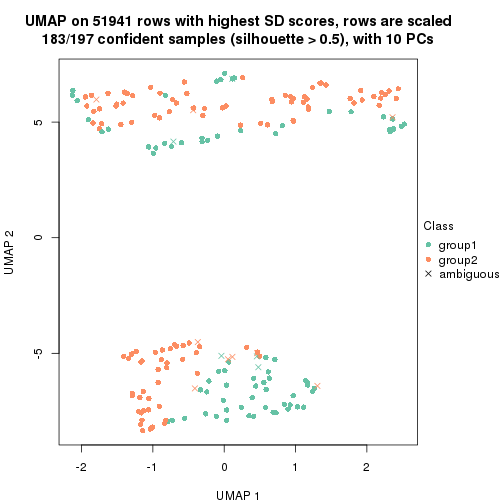 UMAP on 51941 rows with highest SD scores, rows are scaled
183/197 confident samples (silhouette > 0.5), with 10 PCs
UMAP 2
5
0
-5
-2
-1
0
1
2
UMAP 1
Class
group1
group2
ambiguous